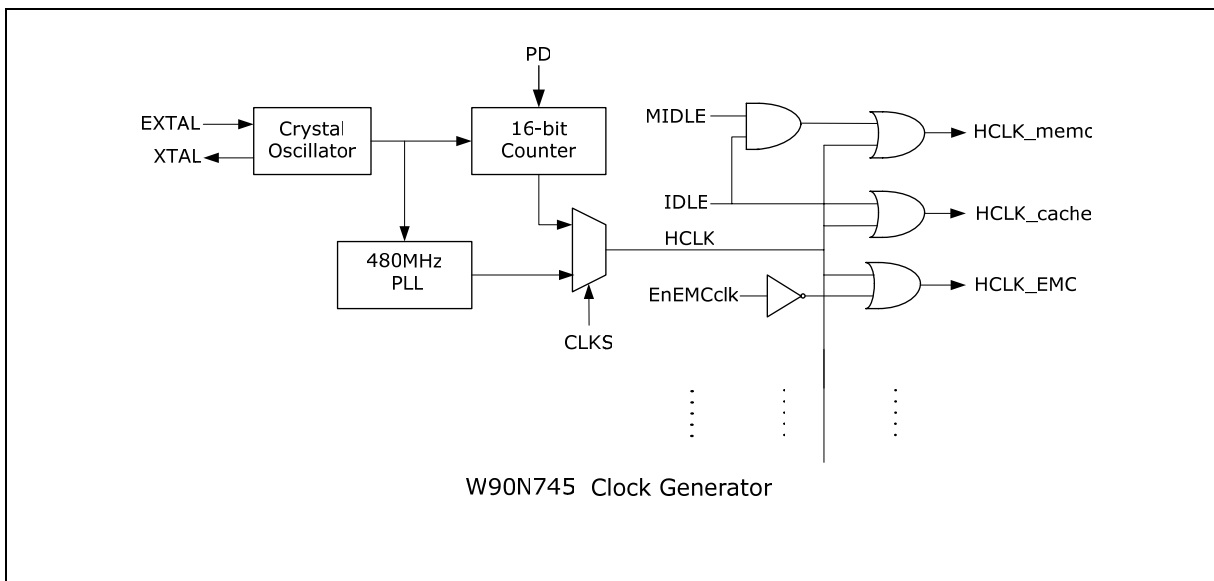 PD
EXTAL
XTAL
Crystal
Oscillator
16-bit
Counter
MIDLE
HCLK_memc
IDLE
HCLK_cache
HCLK
480MHz
PLL
EnEMCclk
HCLK_EMC
CLKS
W90N745 Clock Generator